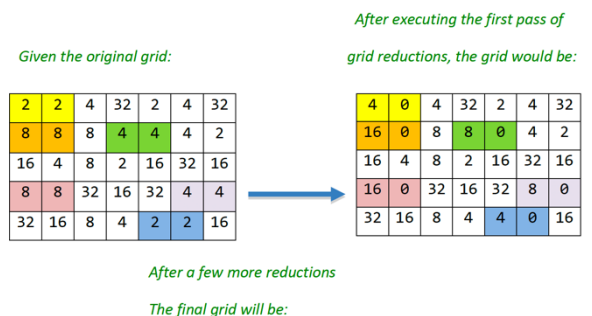 After executing the first pass of
Given the original grid:
grid reductions, the grid would be:
2 2 4 32 2 4 32
8 8 8 4 4 4 2
16 4 8 2 16 32 16
8 8 32 16 32 4 4
32 16 8 4 2 2 16
4 0 4 32 2 4 32
16 0 8 8 0 4 2
16 4 8 2 16 32 16
16 0 32 16 32 8 0
32 16 8 4 4 0 16
After a few more reductions
The final grid will be: